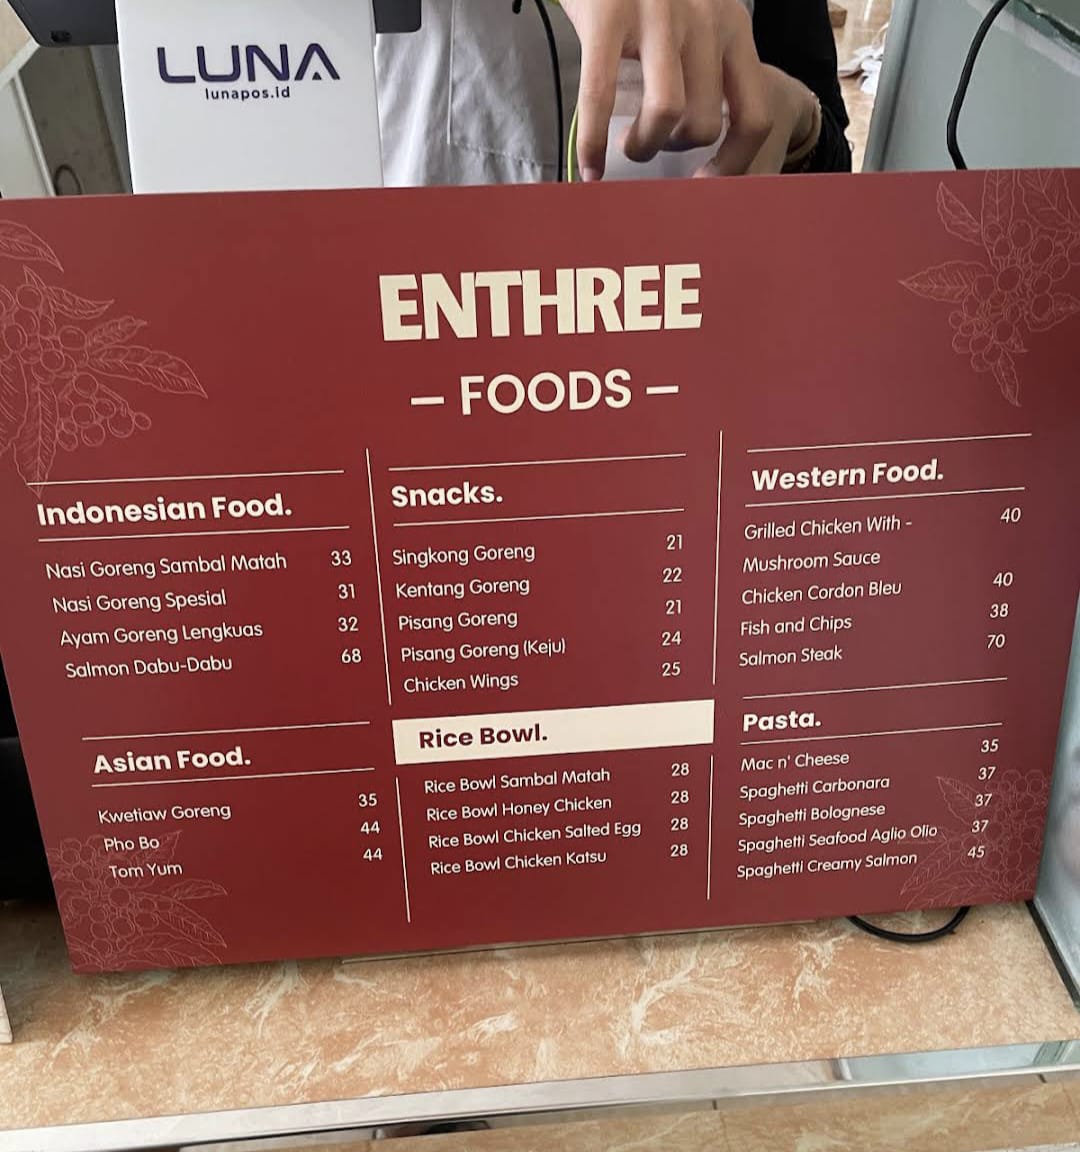 LUNA
lunapos.id
ENTHREE
– FOODS –
Indonesian Food.
Nasi Goreng Sambal Matah 33
Nasi Goreng Spesial 31
Ayam Goreng Lengkuas 32
Salmon Dabu-Dabu 68
Snacks.
Singkong Goreng 21
Kentang Goreng 22
Pisang Goreng 21
Pisang Goreng (Keju) 24
Chicken Wings 25
Western Food.
Grilled Chicken With - 40
Mushroom Sauce
Chicken Cordon Bleu 40
Fish and Chips 38
Salmon Steak 70
Asian Food.
Kwetiaw Goreng 35
Pho Bo 44
Tom Yum 44
Rice Bowl.
Rice Bowl Sambal Matah 28
Rice Bowl Honey Chicken 28
Rice Bowl Chicken Salted Egg 28
Rice Bowl Chicken Katsu 28
Pasta.
Mac n' Cheese 35
Spaghetti Carbonara 37
Spaghetti Bolognese 37
Spaghetti Seafood Aglio Olio 37
Spaghetti Creamy Salmon 45